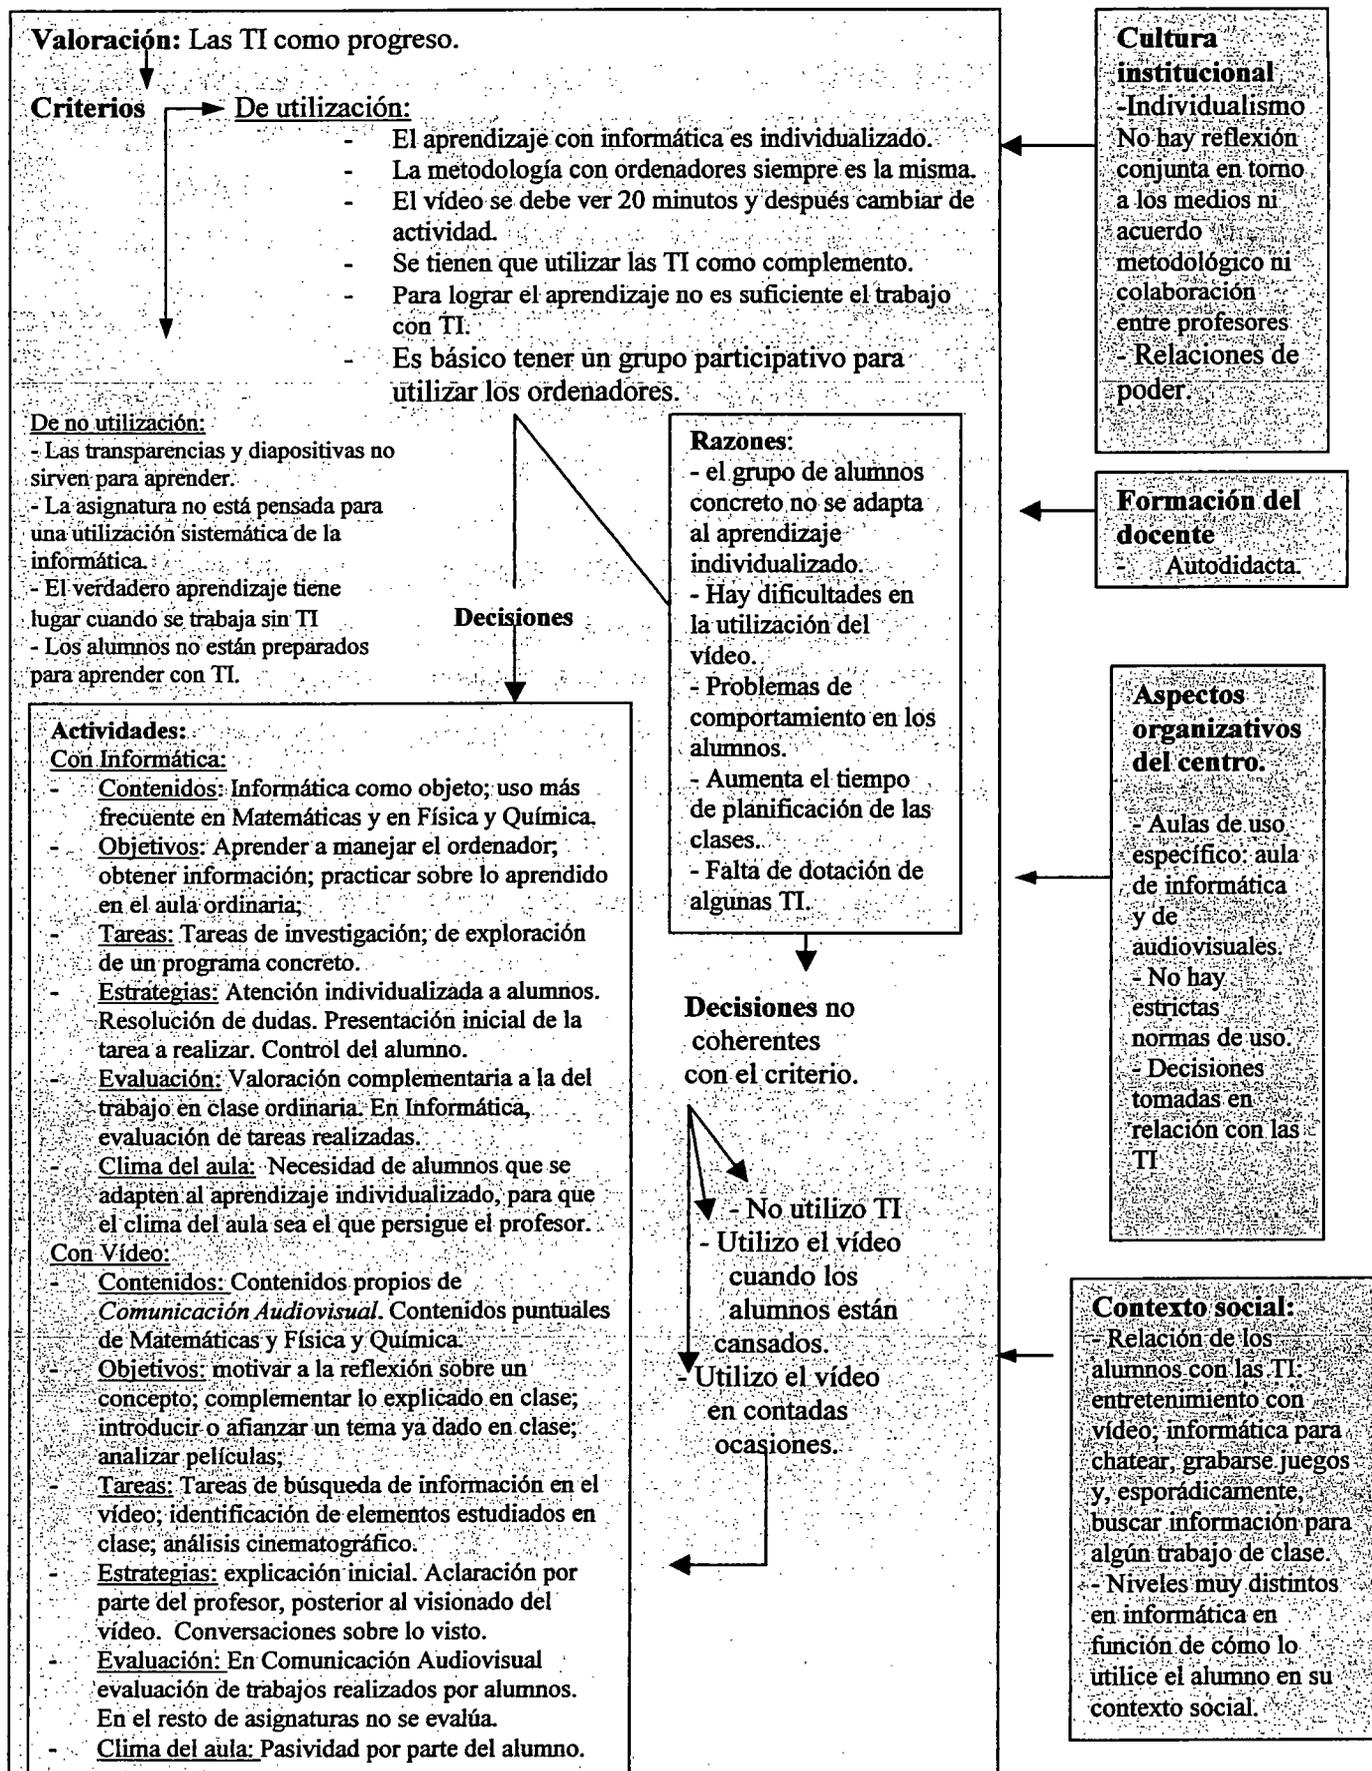 Valoración: Las TI como progreso.
Criterios
De utilización:
- El aprendizaje con informática es individualizado.
- La metodología con ordenadores siempre es la misma.
- El vídeo se debe ver 20 minutos y después cambiar de
actividad.
- Se tienen que utilizar las TI como complemento.
- Para lograr el aprendizaje no es suficiente el trabajo
con TI.
- Es básico tener un grupo participativo para
utilizar los ordenadores.
De no utilización:
- Las transparencias y diapositivas no
sirven para aprender.
- La asignatura no está pensada para
una utilización sistemática de la
informática.
- El verdadero aprendizaje tiene
lugar cuando se trabaja sin TI
- Los alumnos no están preparados
para aprender con TI.
Decisiones
Razones:
- el grupo de alumnos
concreto no se adapta
al aprendizaje
individualizado.
- Hay dificultades en
la utilización del
vídeo.
- Problemas de
comportamiento en los
alumnos.
- Aumenta el tiempo
de planificación de las
clases.
- Falta de dotación de
algunas TI.
Actividades:
Con Informática:
- Contenidos: Informática como objeto; uso más
frecuente en Matemáticas y en Física y Química.
- Objetivos: Aprender a manejar el ordenador;
obtener información; practicar sobre lo aprendido
en el aula ordinaria;
- Tareas: Tareas de investigación; de exploración
de un programa concreto.
- Estrategias: Atención individualizada a alumnos.
Resolución de dudas. Presentación inicial de la
tarea a realizar. Control del alumno.
- Evaluación: Valoración complementaria a la del
trabajo en clase ordinaria. En Informática,
evaluación de tareas realizadas.
- Clima del aula: Necesidad de alumnos que se
adapten al aprendizaje individualizado, para que
el clima del aula sea el que persigue el profesor.
Con Vídeo:
- Contenidos: Contenidos propios de
Comunicación Audiovisual. Contenidos puntuales
de Matemáticas y Física y Química.
- Objetivos: motivar a la reflexión sobre un
concepto; complementar lo explicado en clase;
introducir o afianzar un tema ya dado en clase;
analizar películas;
- Tareas: Tareas de búsqueda de información en el
vídeo; identificación de elementos estudiados en
clase; análisis cinematográfico.
- Estrategias: explicación inicial. Aclaración por
parte del profesor, posterior al visionado del
vídeo. Conversaciones sobre lo visto.
- Evaluación: En Comunicación Audiovisual
evaluación de trabajos realizados por alumnos.
En el resto de asignaturas no se evalúa.
- Clima del aula: Pasividad por parte del alumno.
Decisiones no
coherentes
con el criterio.
- No utilizo TI
- Utilizo el vídeo
cuando los
alumnos están
cansados.
- Utilizo el vídeo
en contadas
ocasiones.
Cultura
institucional
-Individualismo
No hay reflexión
conjunta en torno
a los medios ni
acuerdo
metodológico ni
colaboración
entre profesores
- Relaciones de
poder.
Formación del
docente
- Autodidacta.
Aspectos
organizativos
del centro.
- Aulas de uso
específico: aula
de informática
y de
audiovisuales.
- No hay
estrictas
normas de uso.
- Decisiones
tomadas en
relación con las
TI
Contexto social:
- Relación de los
alumnos con las TI:
entretenimiento con
vídeo; informática para
chatear, grabarse juegos
y, esporádicamente,
buscar información para
algún trabajo de clase.
- Niveles muy distintos
en informática en
función de cómo lo
utilice el alumno en su
contexto social.